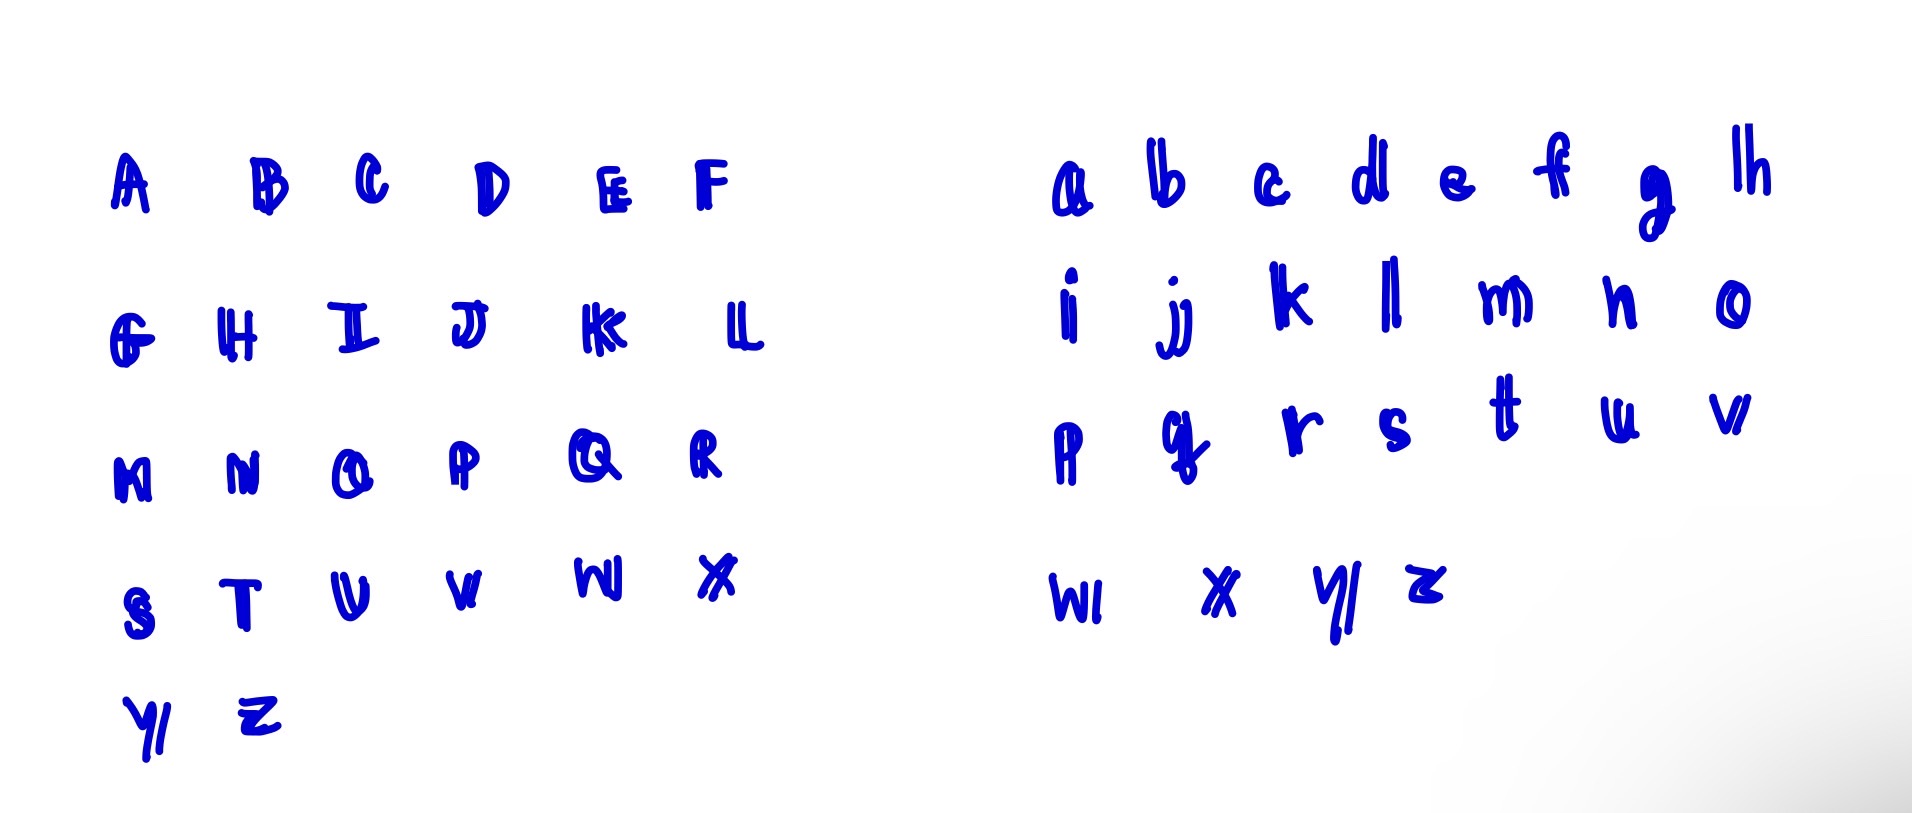 A B C D E F
G H I J K L
M N O P Q R
S T U V W X
Y Z
a b c d e f g h
i j k l m n o
p q r s t u v
w x y z